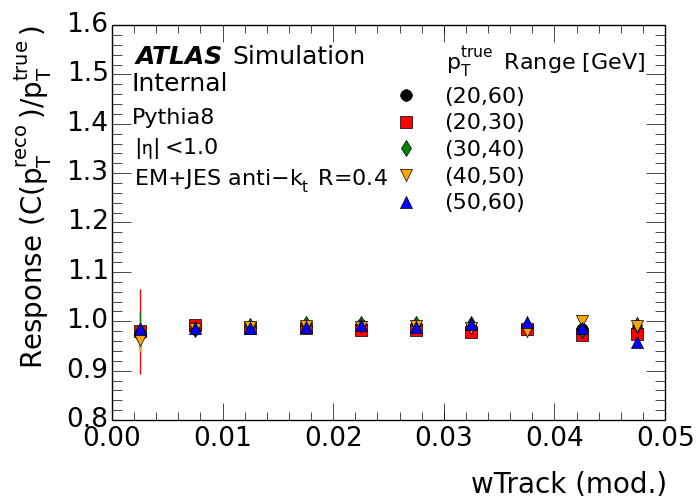 1.6
1.5
1.4
1.3
1.2
1.1
1.0
0.9
0.8
Response (C(p_T^reco)/p_T^true)
ATLAS Simulation
Internal
Pythia8
|η| <1.0
EM+JES anti−k_t R=0.4
p_T^true Range [GeV]
(20,60)
(20,30)
(30,40)
(40,50)
(50,60)
0.00 0.01 0.02 0.03 0.04 0.05
wTrack (mod.)